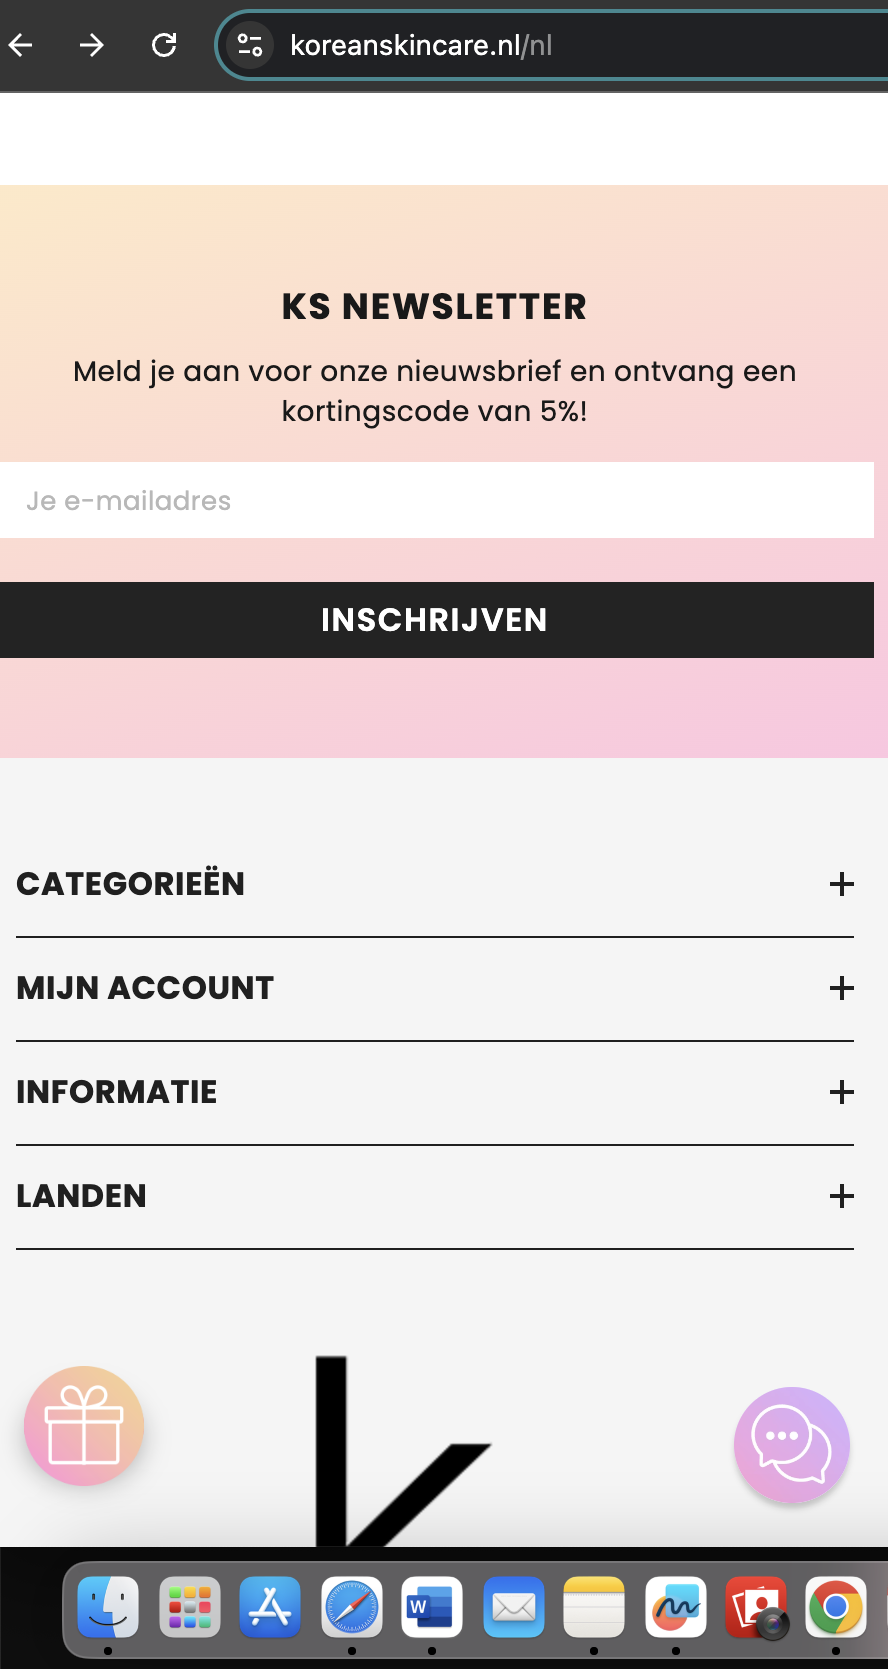 koreanskincare.nl/nl
KS NEWSLETTER
Meld je aan voor onze nieuwsbrief en ontvang een
kortingscode van 5%!
Je e-mailadres
INSCHRIJVEN
CATEGORIEËN
MIJN ACCOUNT
INFORMATIE
LANDEN
k
W